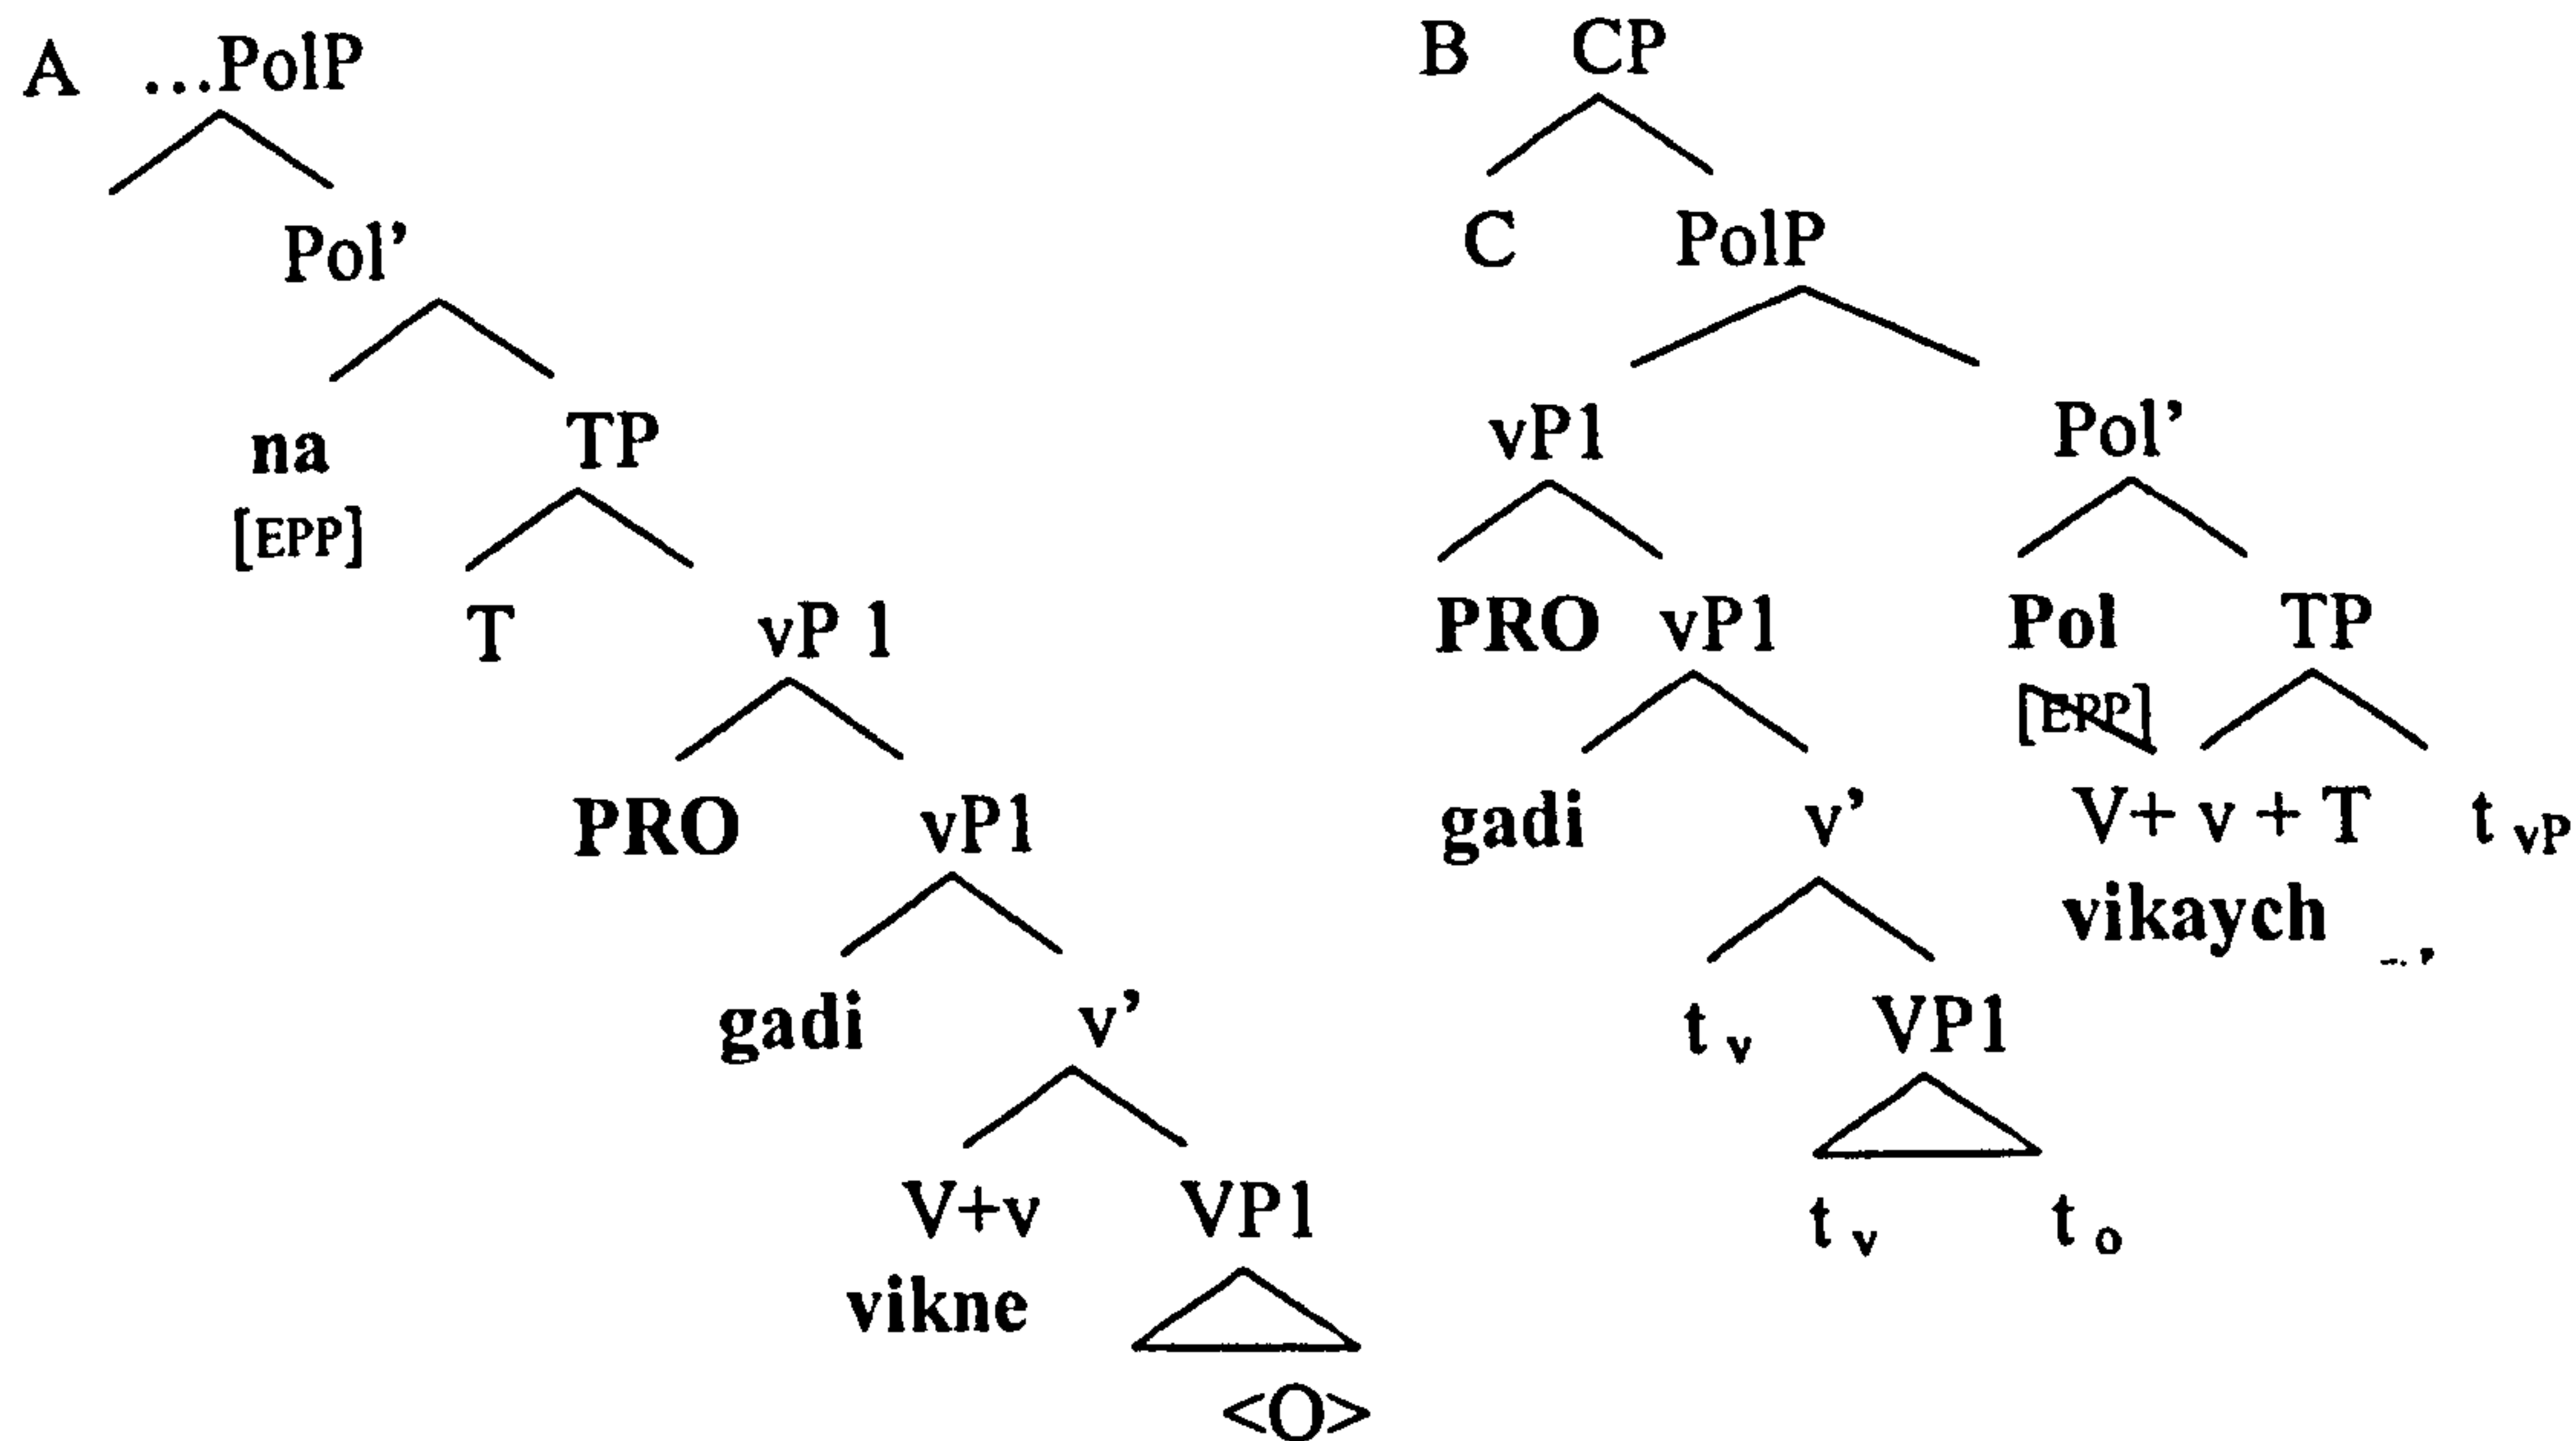 A ...PolP
Pol’
na TP
[EPP]
T vP 1
PRO vP1
gadi v’
V+v VP1
vikne
<O>
B CP
C PolP
vP1 Pol’
PRO vP1 Pol TP
[EPP]
gadi v’ V+ v + T t vP
vikaych
t v VP1
t v t o